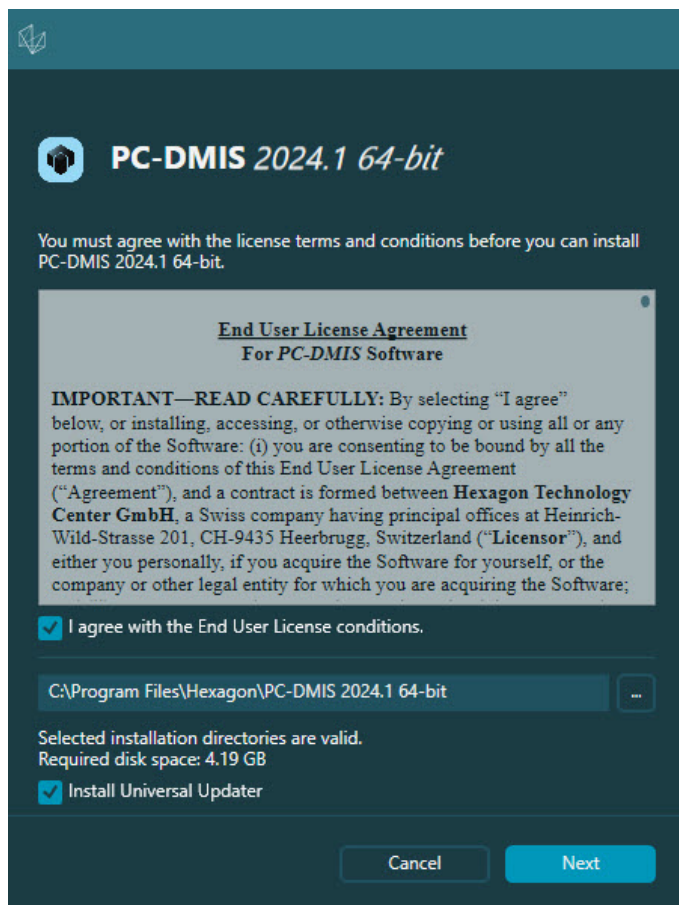 PC-DMIS 2024.1 64-bit
You must agree with the license terms and conditions before you can install
PC-DMIS 2024.1 64-bit.
End User License Agreement
For PC-DMIS Software
IMPORTANT—READ CAREFULLY: By selecting “I agree”
below, or installing, accessing, or otherwise copying or using all or any
portion of the Software: (i) you are consenting to be bound by all the
terms and conditions of this End User License Agreement
(“Agreement”), and a contract is formed between Hexagon Technology
Center GmbH, a Swiss company having principal offices at Heinrich-
Wild-Strasse 201, CH-9435 Heerbrugg, Switzerland (“Licensor”), and
either you personally, if you acquire the Software for yourself, or the
company or other legal entity for which you are acquiring the Software;
I agree with the End User License conditions.
C:\Program Files\Hexagon\PC-DMIS 2024.1 64-bit
...
Selected installation directories are valid.
Required disk space: 4.19 GB
Install Universal Updater
Cancel
Next